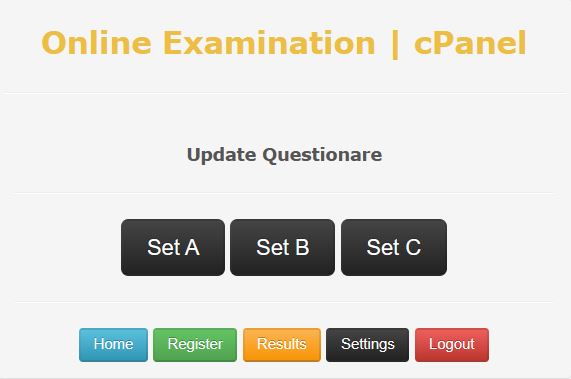 Online Examination | cPanel
Update Questionare
Set A Set B Set C
Home Register Results Settings Logout